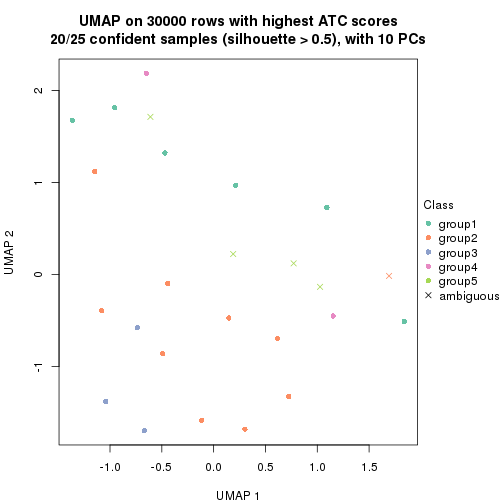 UMAP on 30000 rows with highest ATC scores
20/25 confident samples (silhouette > 0.5), with 10 PCs
2
1
0
-1
UMAP 2
-1.0 -0.5 0.0 0.5 1.0 1.5
UMAP 1
Class
group1
group2
group3
group4
group5
ambiguous